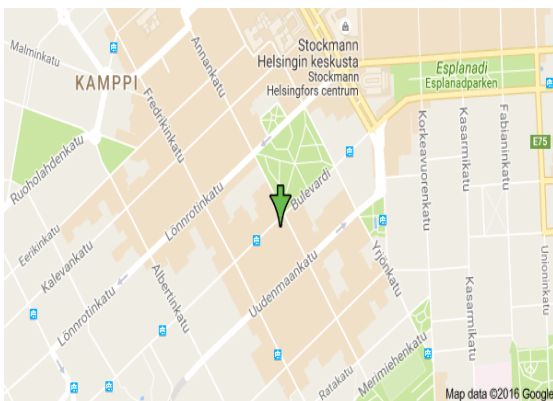 Stockmann
Helsingin keskusta
Stockmann
Helsingfors centrum
Malminkatu
KAMPPI
Annankatu
Fredrikinkatu
Esplanadi
Esplanadparken
Korkeavuorenkatu
Kasarmikatu
Fabianinkatu
E75
Ruoholahdenkatu
Lönnrotinkatu
Bulevardi
Eerikinkatu
Kalevankatu
Yrjönkatu
Unioninkatu
Uudenmaankatu
Albertinkatu
Lönnrotinkatu
Kasarmikatu
Ratakatu
Merimiehenkatu
Map data ©2016 Google